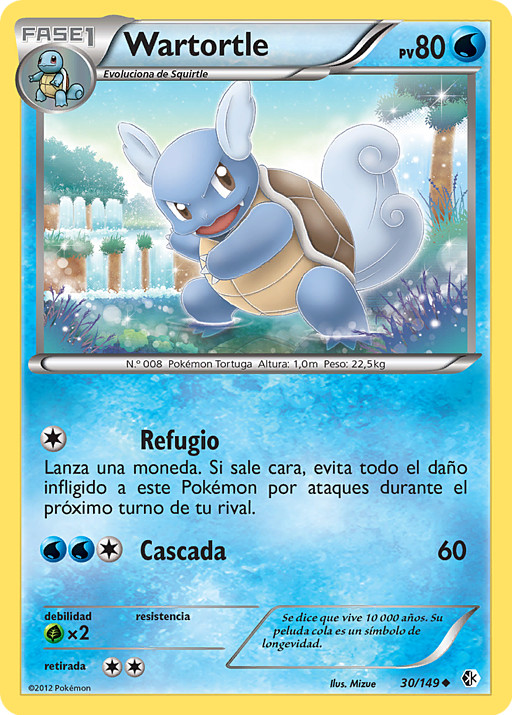 FASE1
Wartortle
PV80
Evoluciona de Squirtle
N.º 008 Pokémon Tortuga Altura: 1,0m Peso: 22,5kg
Refugio
Lanza una moneda. Si sale cara, evita todo el daño
infligido a este Pokémon por ataques durante el
próximo turno de tu rival.
Cascada 60
debilidad resistencia
×2
Se dice que vive 10 000 años. Su
peluda cola es un símbolo de
longevidad.
retirada
©2012 Pokémon
Ilus. Mizue 30/149